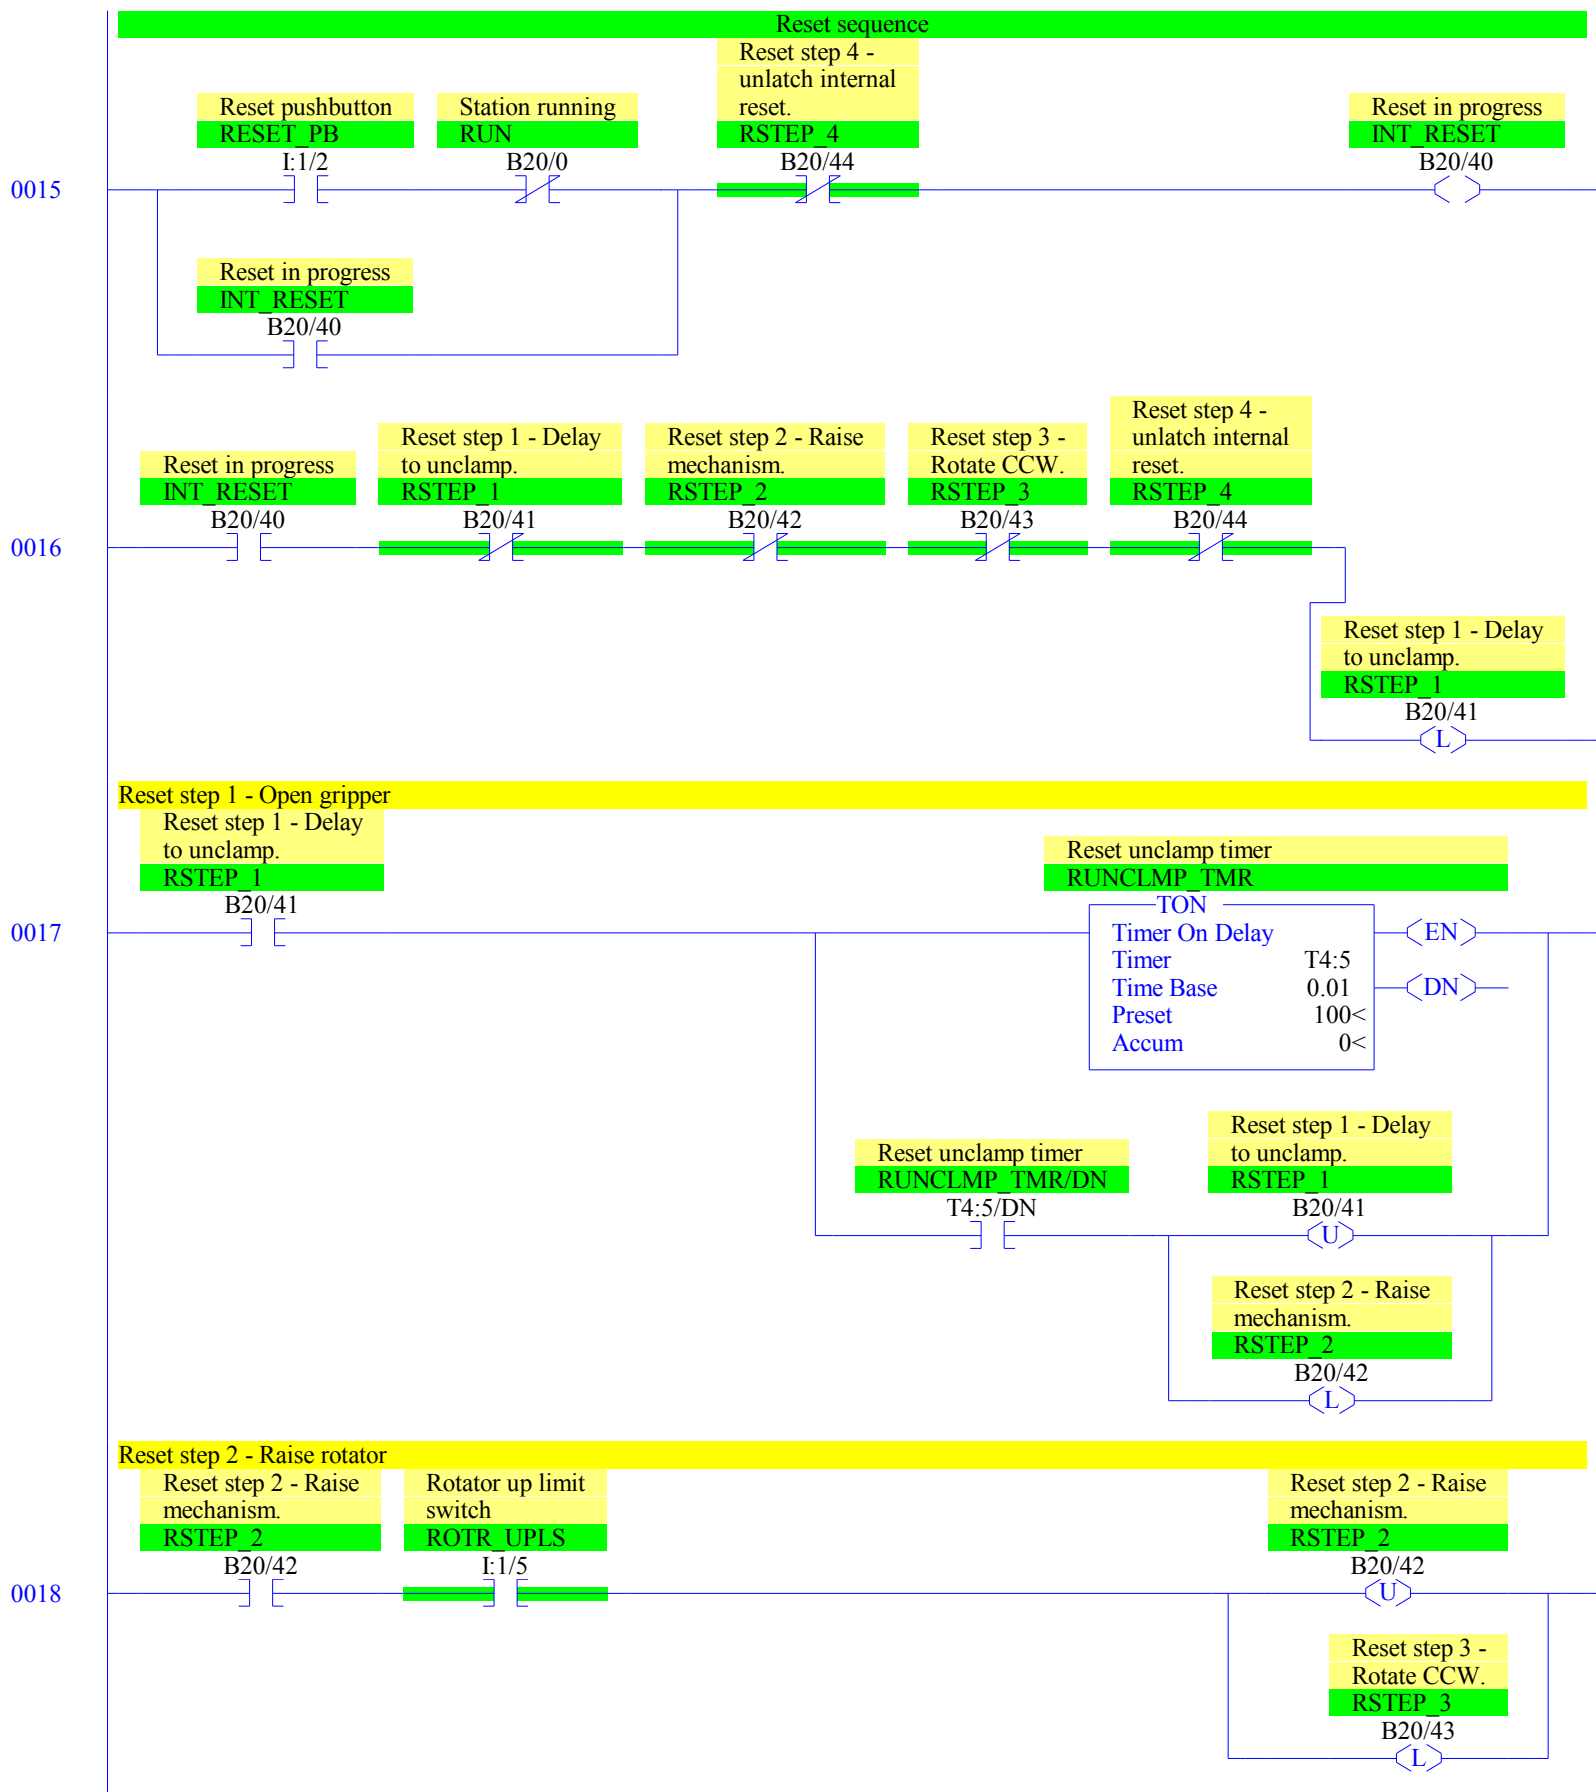 Reset sequence
Reset step 4 -
unlatch internal
reset.
RSTEP_4
B20/44
Reset pushbutton
RESET_PB
I:1/2
Station running
RUN
B20/0
Reset in progress
INT_RESET
B20/40
0015
Reset in progress
INT_RESET
B20/40
Reset in progress
INT_RESET
B20/40
Reset step 1 - Delay
to unclamp.
RSTEP_1
B20/41
Reset step 2 - Raise
mechanism.
RSTEP_2
B20/42
Reset step 3 -
Rotate CCW.
RSTEP_3
B20/43
Reset step 4 -
unlatch internal
reset.
RSTEP_4
B20/44
0016
Reset step 1 - Delay
to unclamp.
RSTEP_1
B20/41
L
Reset step 1 - Open gripper
Reset step 1 - Delay
to unclamp.
RSTEP_1
B20/41
0017
Reset unclamp timer
RUNCLMP_TMR
TON
Timer On Delay
Timer T4:5
Time Base 0.01
Preset 100<
Accum 0<
EN
DN
Reset unclamp timer
RUNCLMP_TMR/DN
T4:5/DN
Reset step 1 - Delay
to unclamp.
RSTEP_1
B20/41
U
Reset step 2 - Raise
mechanism.
RSTEP_2
B20/42
L
Reset step 2 - Raise rotator
Reset step 2 - Raise
mechanism.
RSTEP_2
B20/42
Rotator up limit
switch
ROTR_UPLS
I:1/5
Reset step 2 - Raise
mechanism.
RSTEP_2
B20/42
U
0018
Reset step 3 -
Rotate CCW.
RSTEP_3
B20/43
L